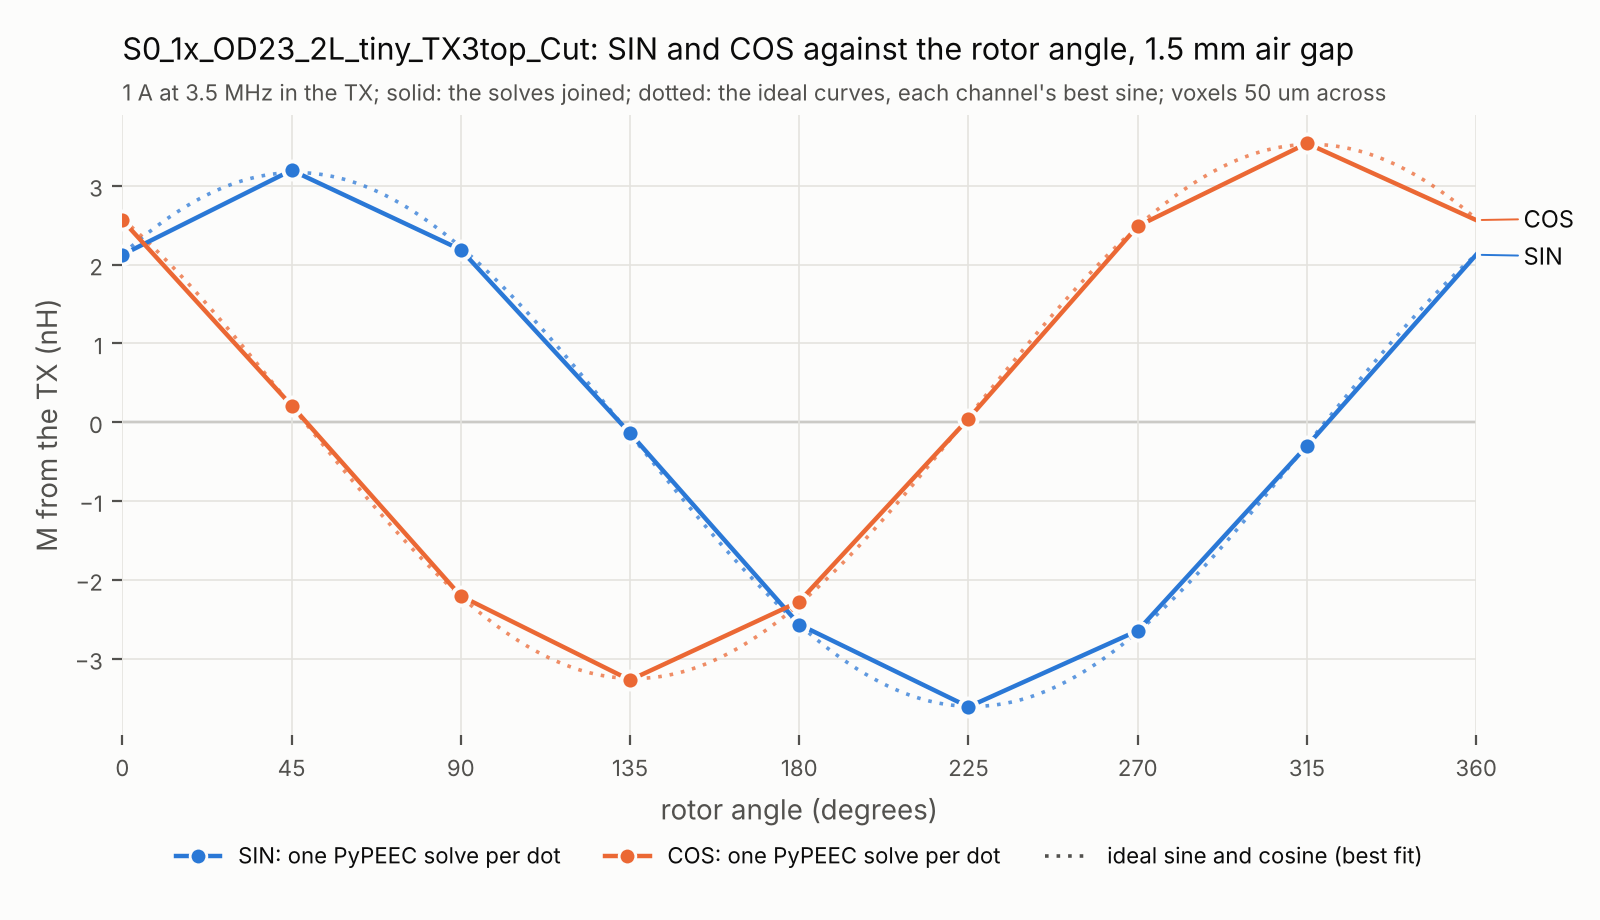 S0_1x_OD23_2L_tiny_TX3top_Cut: SIN and COS against the rotor angle, 1.5 mm air gap
1 A at 3.5 MHz in the TX; solid: the solves joined; dotted: the ideal curves, each channel's best sine; voxels 50 um across
M from the TX (nH)
3
2
1
0
−1
−2
−3
COS
SIN
0 45 90 135 180 225 270 315 360
rotor angle (degrees)
SIN: one PyPEEC solve per dot COS: one PyPEEC solve per dot ideal sine and cosine (best fit)